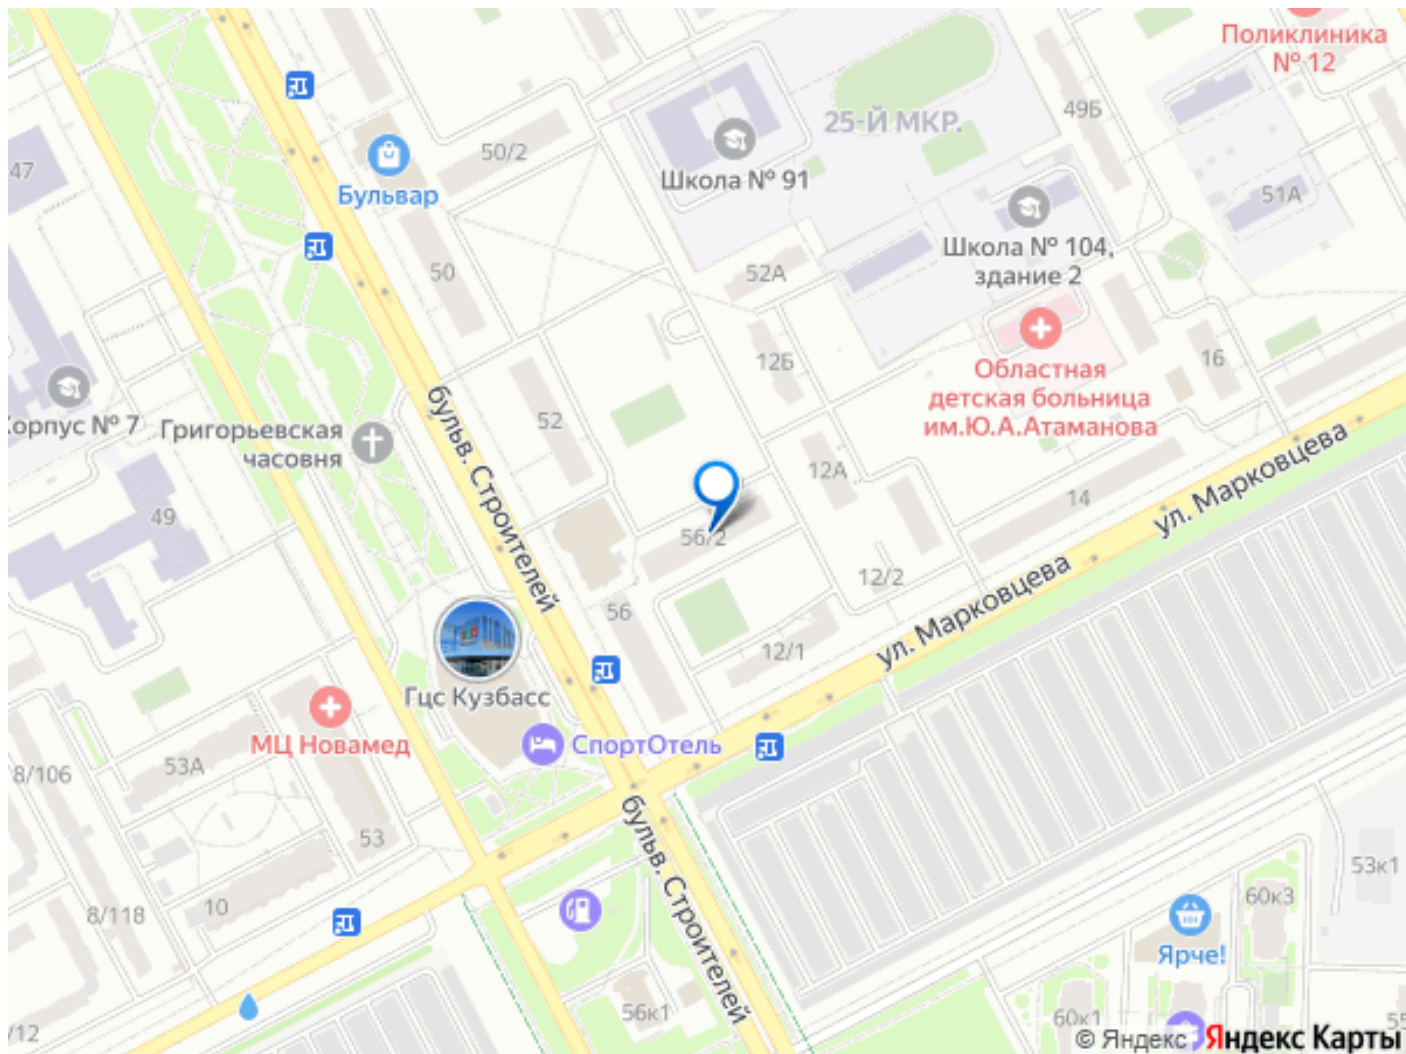 Поликлиника
№ 12
49Б
25-Й МКР.
50/2
47
Школа № 91
Бульвар
51А
Школа № 104,
здание 2
50
52А
12Б
16
Областная
детская больница
им.Ю.А.Атаманова
Корпус № 7
Григорьевская
часовня
52
бульв. Строителей
12А
ул. Марковцева
14
49
56/2
12/2
ул. Марковцева
56
12/1
Гцс Кузбасс
МЦ Новамед
СпортОтель
53А
8/106
53
бульв. Строителей
53к1
60к3
10
8/118
Ярче!
56к1
60к1
55
/12
© Яндекс Яндекс Карты